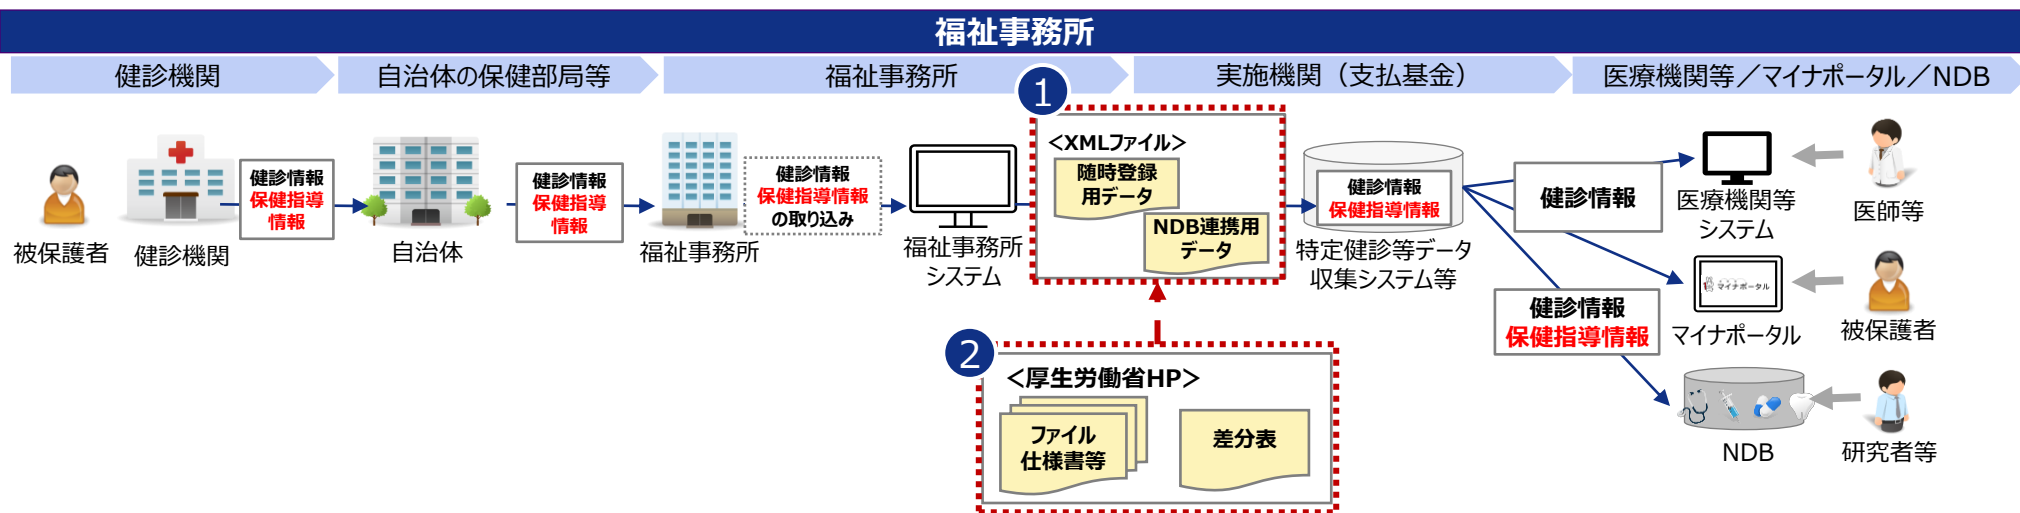 福祉事務所
健診機関
自治体の保健部局等
福祉事務所
実施機関（支払基金）
医療機関等／マイナポータル／NDB
1
被保護者
健診機関
健診情報
保健指導
情報
自治体
健診情報
保健指導
情報
福祉事務所
健診情報
保健指導情報
の取り込み
福祉事務所
システム
＜XMLファイル＞
随時登録
用データ
NDB連携用
データ
健診情報
保健指導情報
特定健診等データ
収集システム等
健診情報
医療機関等
システム
医師等
マイナポータル
マイナポータル
被保護者
健診情報
保健指導情報
NDB
研究者等
2
＜厚生労働省HP＞
ファイル
仕様書等
差分表